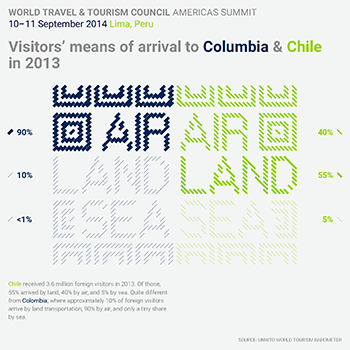 WORLD TRAVEL & TOURISM COUNCIL AMERICAS SUMMIT
10–11 September 2014 Lima, Peru
Visitors' means of arrival to Columbia & Chile
in 2013
90% AIR AIR 40%
10% LAND LAND 55%
<1% SEA SEA 5%
Chile received 3.6 million foreign visitors in 2013. Of those,
55% arrived by land, 40% by air, and 5% by sea. Quite different
from Columbia, where approximately 10% of foreign visitors
arrive by land transportation, 90% by air, and only a tiny share
by sea.
SOURCE: UNWTO WORLD TOURISM BAROMETER